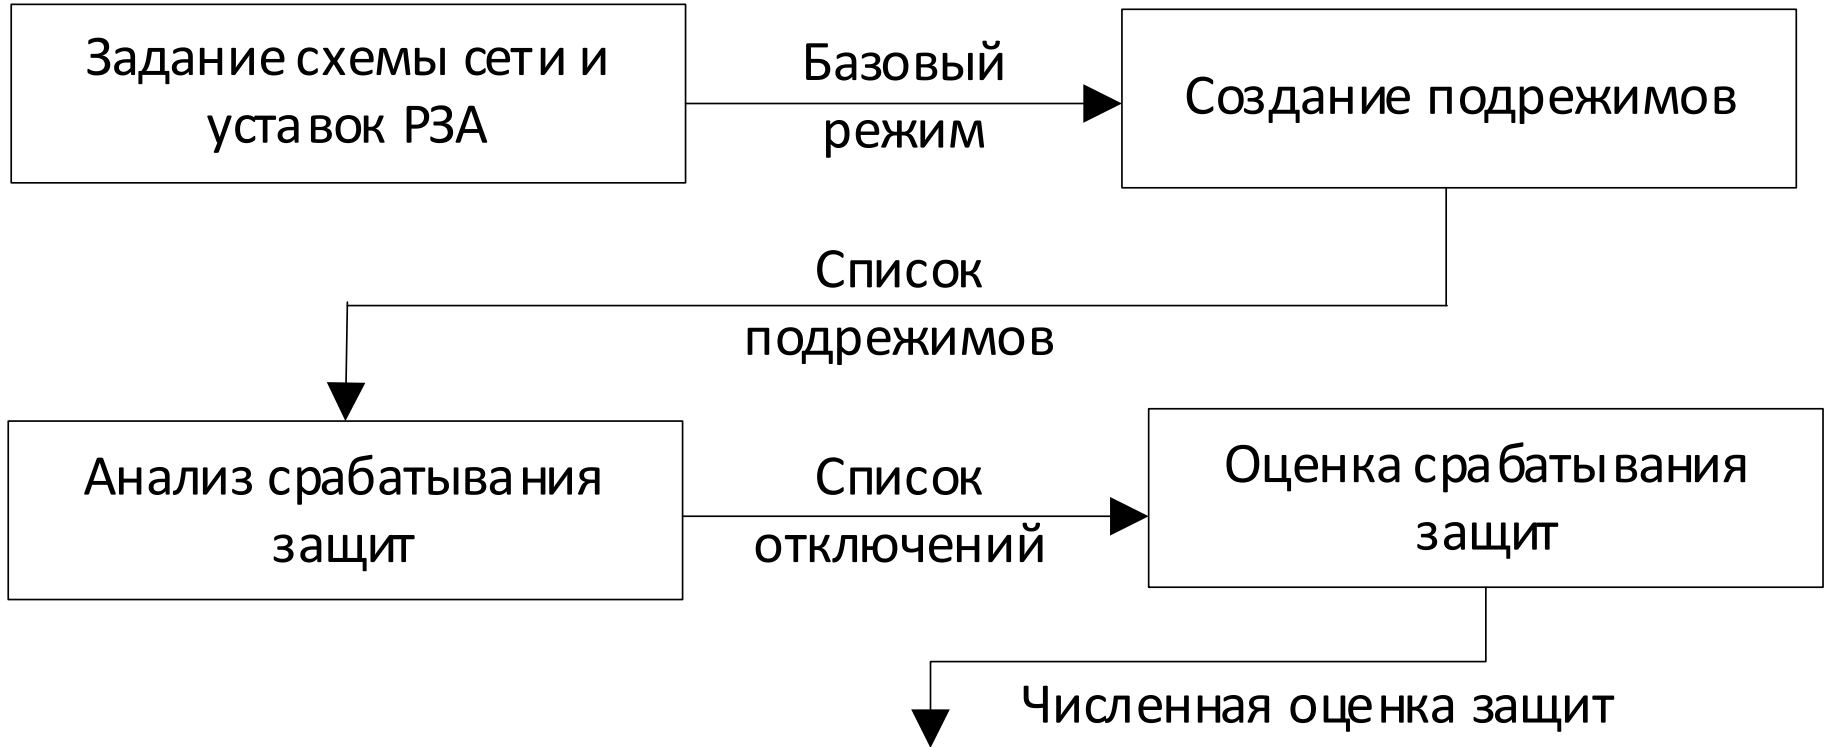 Задание схемы сети и
уставок РЗА
Базовый
режим
Создание подрежимов
Список
подрежимов
Анализ срабатывания
защит
Список
отключений
Оценка срабатывания
защит
Численная оценка защит